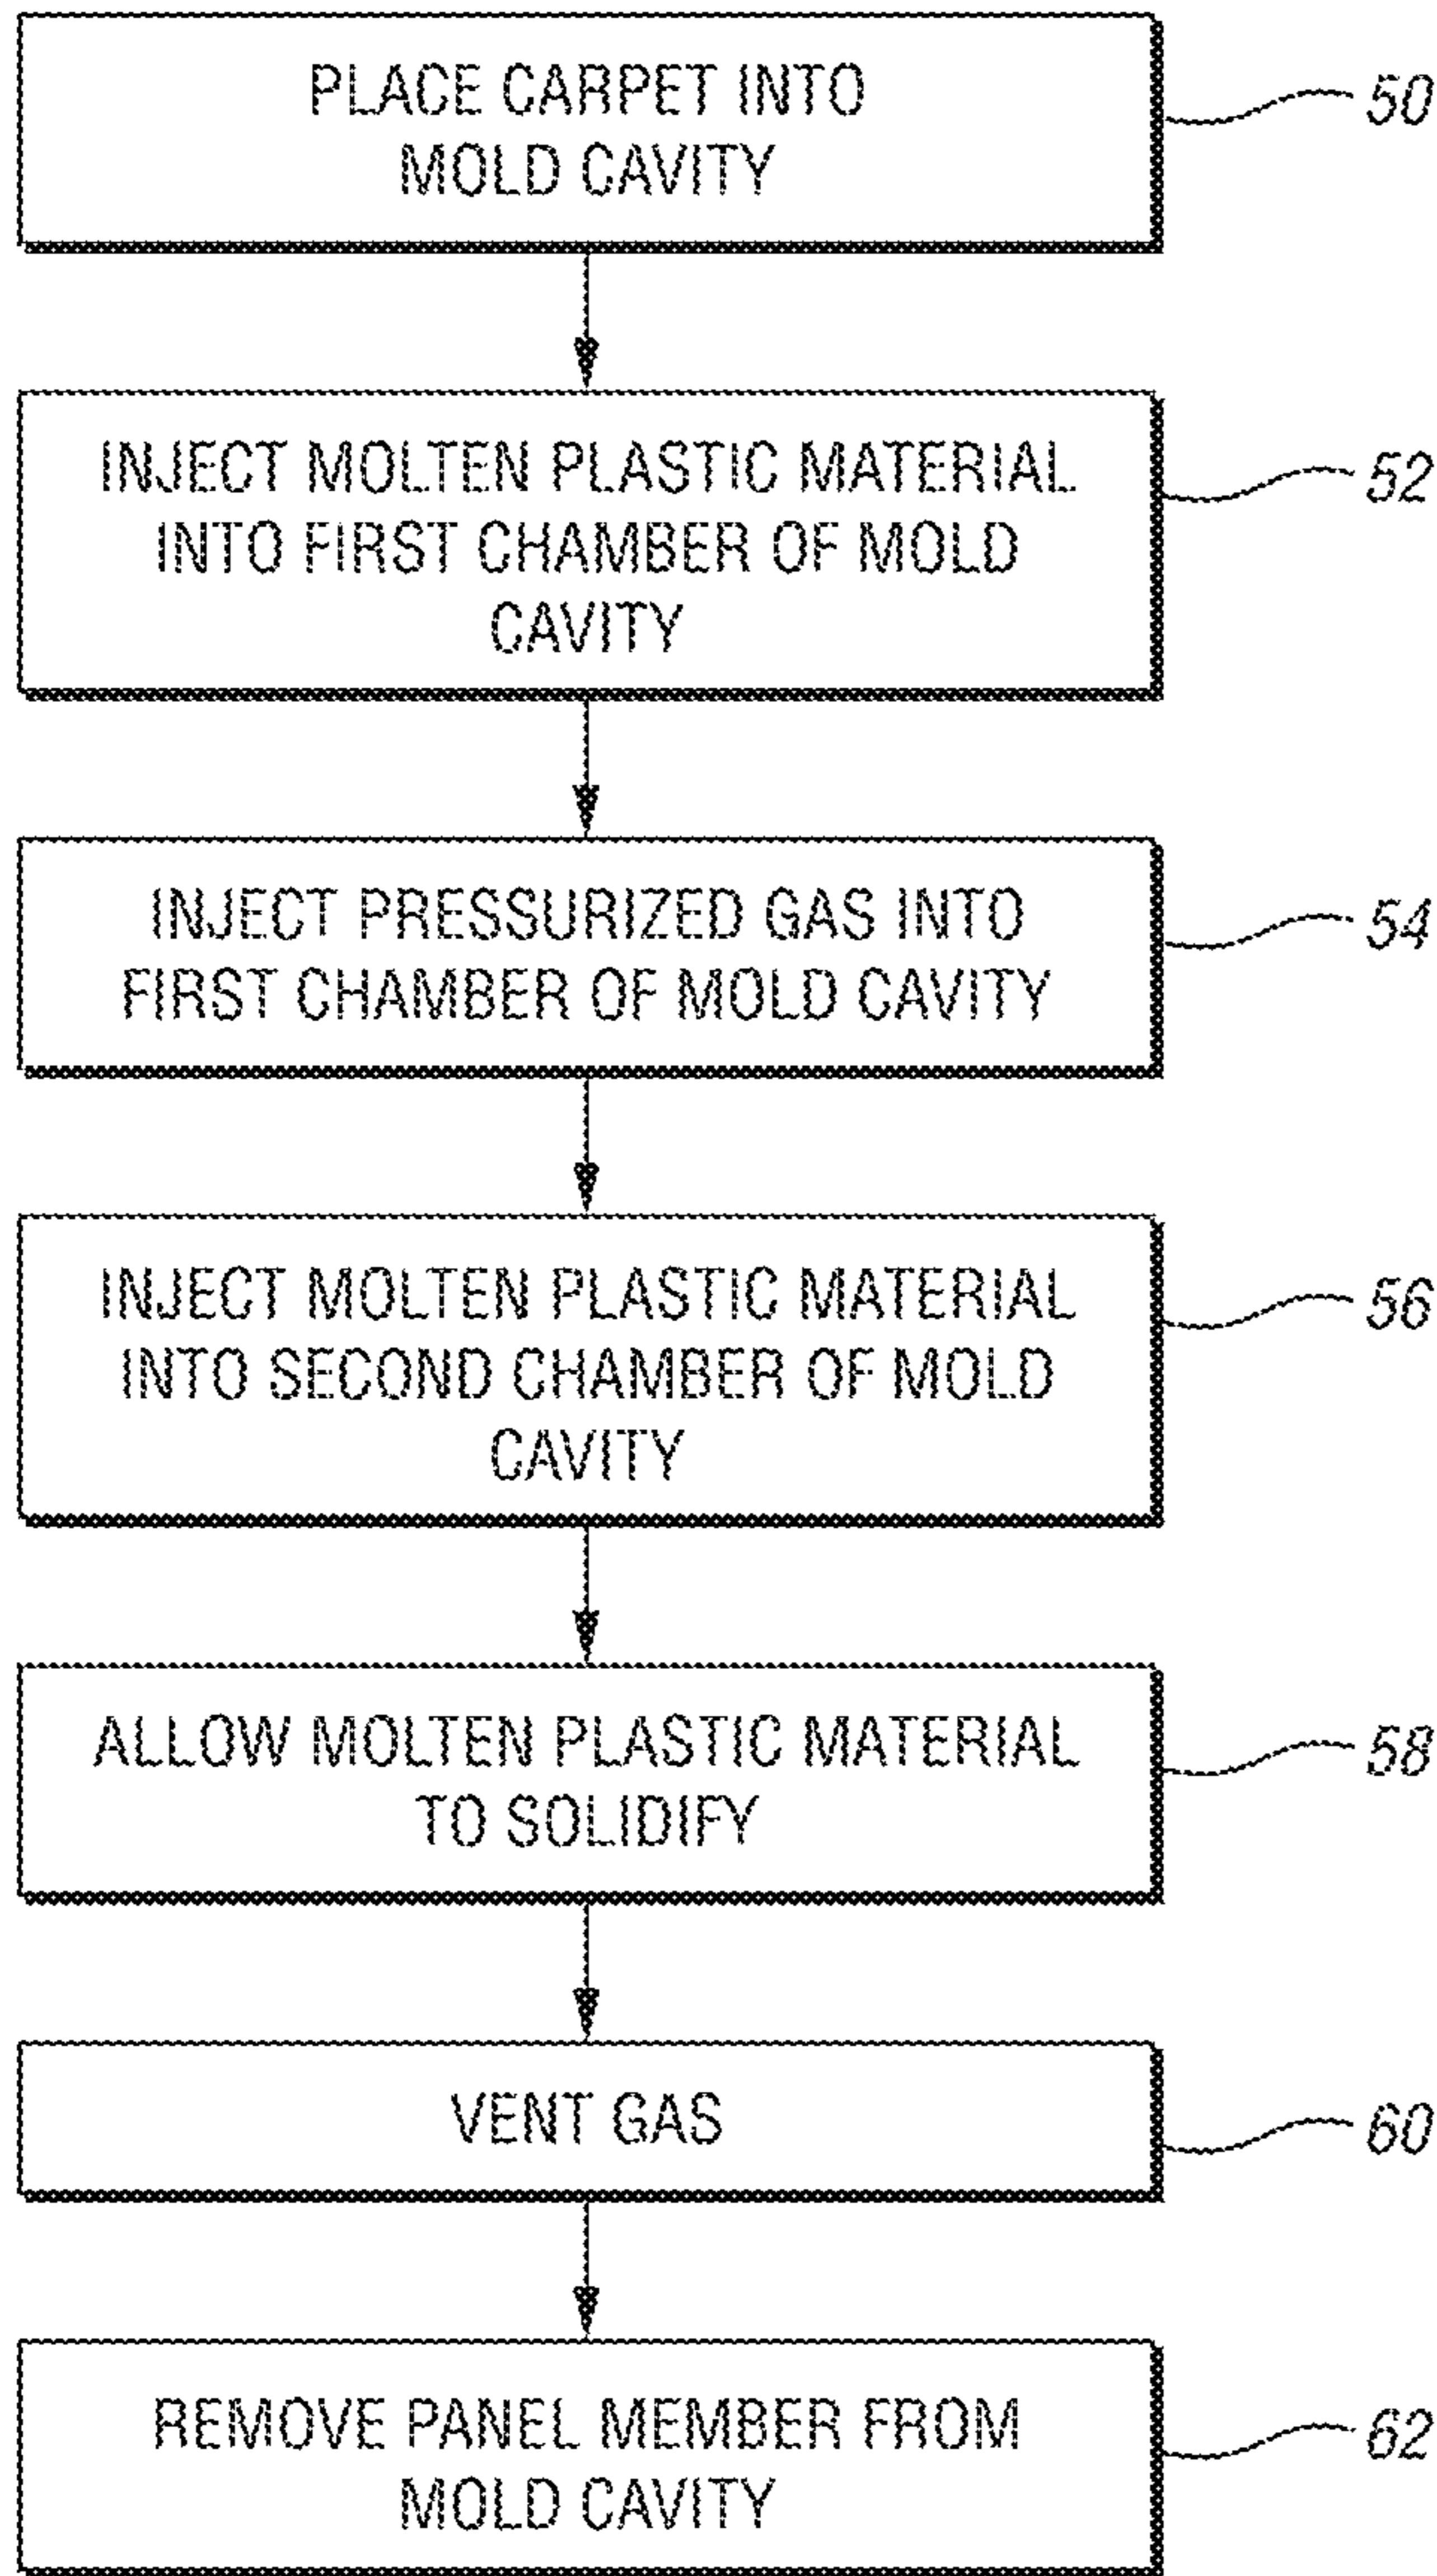 PLACE CARPET INTO
MOLD CAVITY
50
INJECT MOLTEN PLASTIC MATERIAL
INTO FIRST CHAMBER OF MOLD
CAVITY
52
INJECT PRESSURIZED GAS INTO
FIRST CHAMBER OF MOLD CAVITY
54
INJECT MOLTEN PLASTIC MATERIAL
INTO SECOND CHAMBER OF MOLD
CAVITY
56
ALLOW MOLTEN PLASTIC MATERIAL
TO SOLIDIFY
58
VENT GAS
60
REMOVE PANEL MEMBER FROM
MOLD CAVITY
62